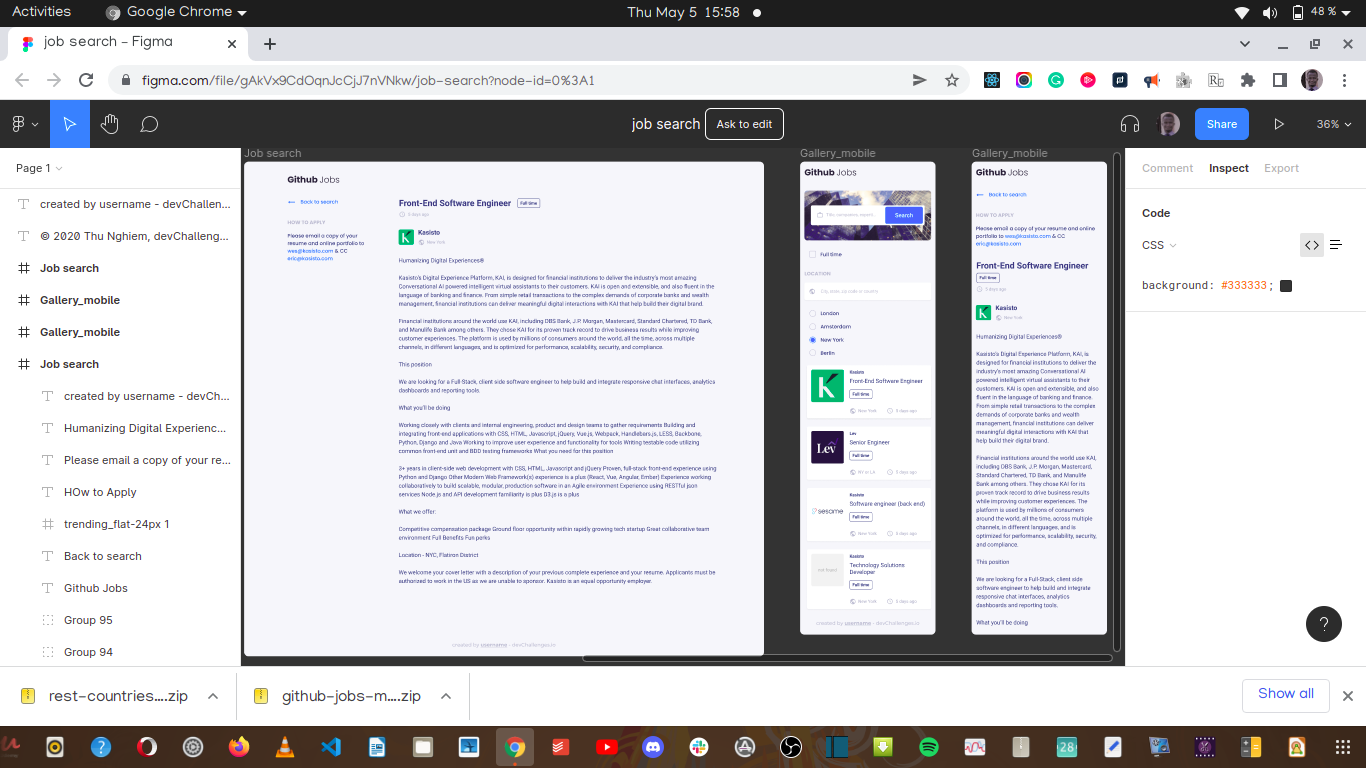 Activities
Google Chrome
Thu May 5 15:58
48 %
job search – Figma
figma.com/file/gAkVx9CdOqnJcCjJ7nVNkw/job-search?node-id=0%3A1
job search
Ask to edit
Share
36%
Page 1
created by username - devChallen...
© 2020 Thu Nghiem, devChalleng...
Job search
Gallery_mobile
Gallery_mobile
Job search
created by username - devCh...
Humanizing Digital Experienc...
Please email a copy of your re...
HOw to Apply
trending_flat-24px 1
Back to search
Github Jobs
Group 95
Group 94
Job search
Github Jobs
Back to search
HOW TO APPLY
Please email a copy of your
resume and online portfolio to
wes@kasisto.com & CC
eric@kasisto.com
Front-End Software Engineer
Full time
5 days ago
K
Kasisto
New York
Humanizing Digital Experiences®
Kasisto's Digital Experience Platform, KAI, is designed for financial institutions to deliver the industry's most amazing
Conversational AI powered intelligent virtual assistants to their customers. KAI is open and extensible, and also fluent in the
language of banking and finance. From simple retail transactions to the complex demands of corporate banks and wealth
management, financial institutions can deliver meaningful digital interactions with KAI that help build their digital brand.
Financial institutions around the world use KAI, including DBS Bank, J.P. Morgan, Mastercard, Standard Chartered, TD Bank,
and Manulife Bank among others. They chose KAI for its proven track record to drive business results while improving
customer experiences. The platform is used by millions of consumers around the world, all the time, across multiple
channels, in different languages, and is optimized for performance, scalability, security, and compliance.
This position
We are looking for a Full-Stack, client side software engineer to help build and integrate responsive chat interfaces, analytics
dashboards and reporting tools.
What you'll be doing
Working closely with clients and internal engineering, product and design teams to gather requirements Building and
integrating front-end applications with CSS, HTML, Javascript, jQuery, Vue.js, Webpack, Handlebars.js, LESS, Backbone,
Python, Django and Java Working to improve user experience and functionality for tools Writing testable code utilizing
common front-end unit and BDD testing frameworks What you need for this position
3+ years in client-side web development with CSS, HTML, Javascript and jQuery Proven, full-stack front-end experience using
Python and Django Other Modern Web Framework(s) experience is a plus (React, Vue, Angular, Ember) Experience working
collaboratively to build scalable, modular, production software in an Agile environment Experience using RESTful json
services Node.js and API development familiarity is plus D3.js is a plus
What we offer:
Competitive compensation package Ground floor opportunity within rapidly growing tech startup Great collaborative team
environment Full Benefits Fun perks
Location - NYC, Flatiron District
We welcome your cover letter with a description of your previous complete experience and your resume. Applicants must be
authorized to work in the US as we are unable to sponsor. Kasisto is an equal opportunity employer.
created by username - devChallenges.io
Gallery_mobile
Github Jobs
Title, companies, expert..
Search
Full time
LOCATION
City, state, zip code or country
London
Amsterdam
New York
Berlin
K
Kasisto
Front-End Software Engineer
Full time
New York
5 days ago
Lev
Lev
Senior Engineer
Full time
NY or LA
5 days ago
sesame
Kasisto
Software engineer (back end)
Full time
New York
5 days ago
not found
Kasisto
Technology Solutions
Developer
Full time
New York
5 days ago
created by username - devChallenges.io
Gallery_mobile
Github Jobs
Back to search
HOW TO APPLY
Please email a copy of your resume and online
portfolio to wes@kasisto.com & CC
eric@kasisto.com
Front-End Software Engineer
Full time
5 days ago
K
Kasisto
New York
Humanizing Digital Experiences®
Kasisto's Digital Experience Platform, KAI, is
designed for financial institutions to deliver the
industry's most amazing Conversational AI
powered intelligent virtual assistants to their
customers. KAI is open and extensible, and also
fluent in the language of banking and finance.
From simple retail transactions to the complex
demands of corporate banks and wealth
management, financial institutions can deliver
meaningful digital interactions with KAI that
help build their digital brand.
Financial institutions around the world use KAI,
including DBS Bank, J.P. Morgan, Mastercard,
Standard Chartered, TD Bank, and Manulife
Bank among others. They chose KAI for its
proven track record to drive business results
while improving customer experiences. The
platform is used by millions of consumers
around the world, all the time, across multiple
channels, in different languages, and is
optimized for performance, scalability, security,
and compliance.
This position
We are looking for a Full-Stack, client side
software engineer to help build and integrate
responsive chat interfaces, analytics
dashboards and reporting tools.
What you'll be doing
Comment
Inspect
Export
Code
CSS
background: #333333;
?
rest-countries....zip
github-jobs-m....zip
Show all
28